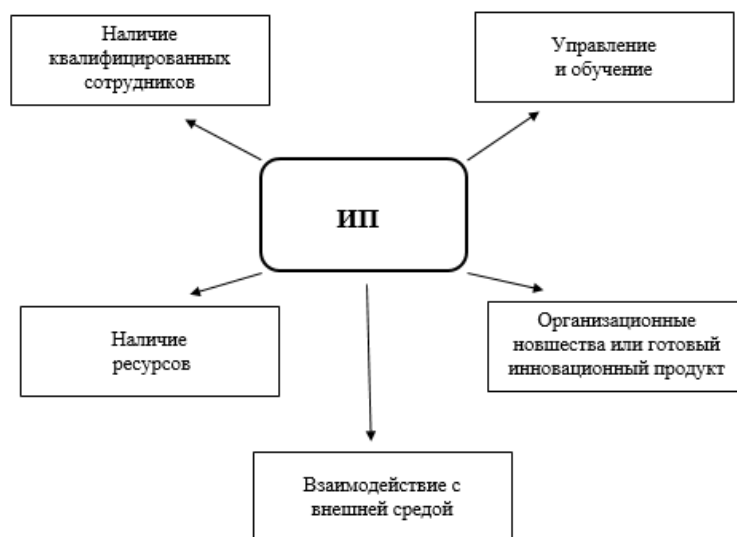 Наличие
квалифицированных
сотрудников
Управление
и обучение
ИП
Наличие
ресурсов
Организационные
новшества или готовый
инновационный продукт
Взаимодействие с
внешней средой